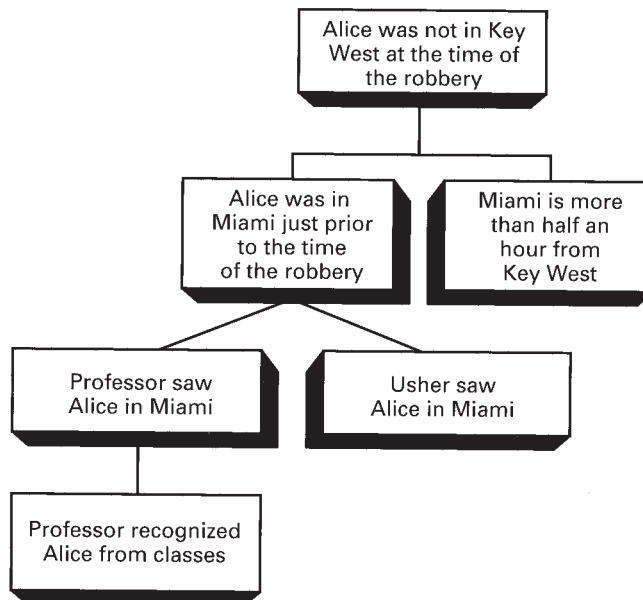 Alice was not in Key
West at the time of
the robbery
Alice was in
Miami just prior
to the time
of the robbery
Miami is more
than half an
hour from
Key West
Professor saw
Alice in Miami
Usher saw
Alice in Miami
Professor recognized
Alice from classes